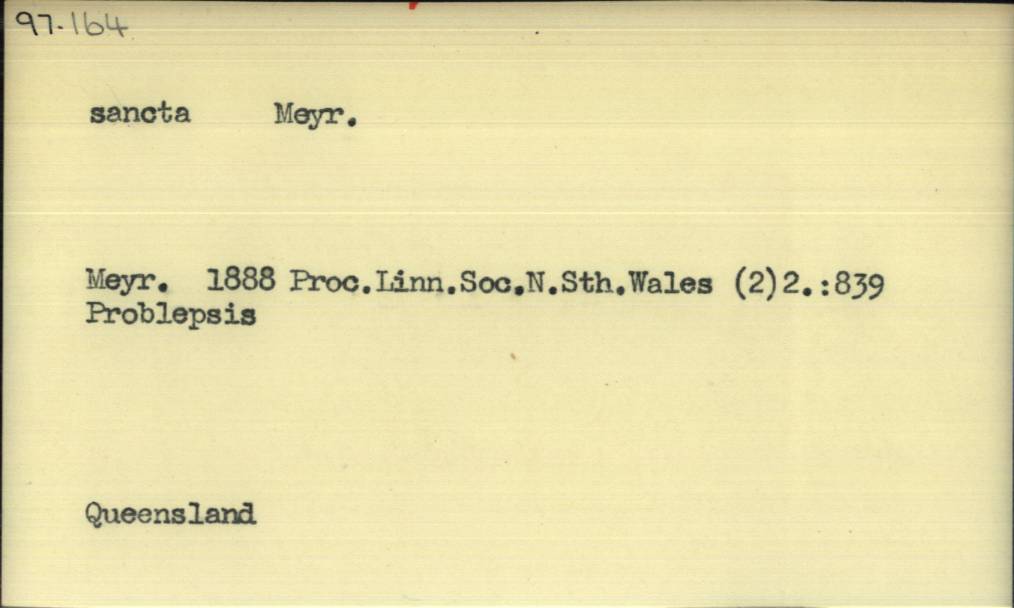 97.164
sancta Meyr.
Meyr. 1888 Proc.Linn.Soc.N.Sth.Wales (2)2.:839
Problepsis
Queensland